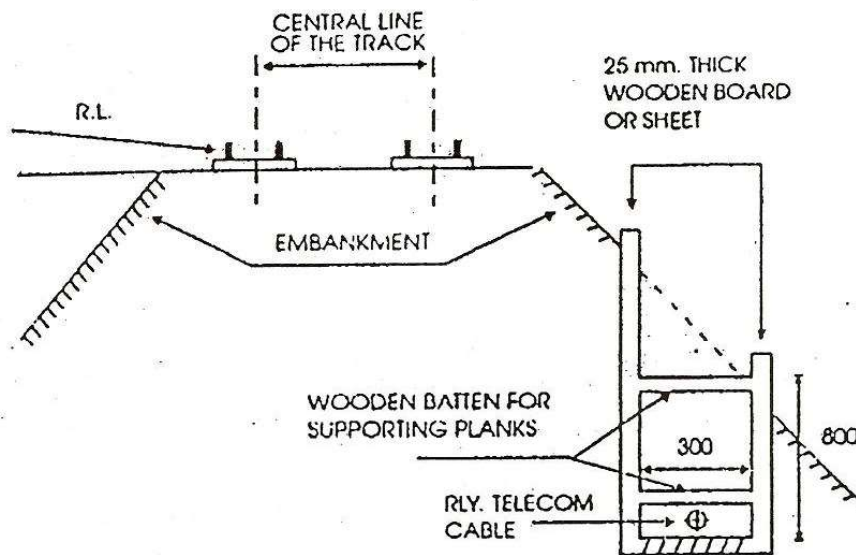 CENTRAL LINE
OF THE TRACK
25 mm. THICK
WOODEN BOARD
OR SHEET
R.L.
EMBANKMENT
WOODEN BATTEN FOR
SUPPORTING PLANKS
300
800
RLY. TELECOM
CABLE